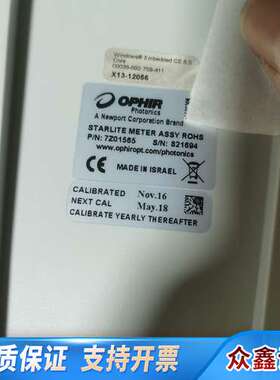 Windows® Embedded CE 6.0
Core
X13-12056
OPHIR
Photonics
A Newport Corporation Brand
STARLITE METER ASSY ROHS
P/N: 7Z01565 S/N: 821694
CE MADE IN ISRAEL
www.ophiropt.com/photonics
CALIBRATED Nov.16
NEXT CAL May.18
CALIBRATE YEARLY THEREAFTER
质保证 支持开票 众鑫